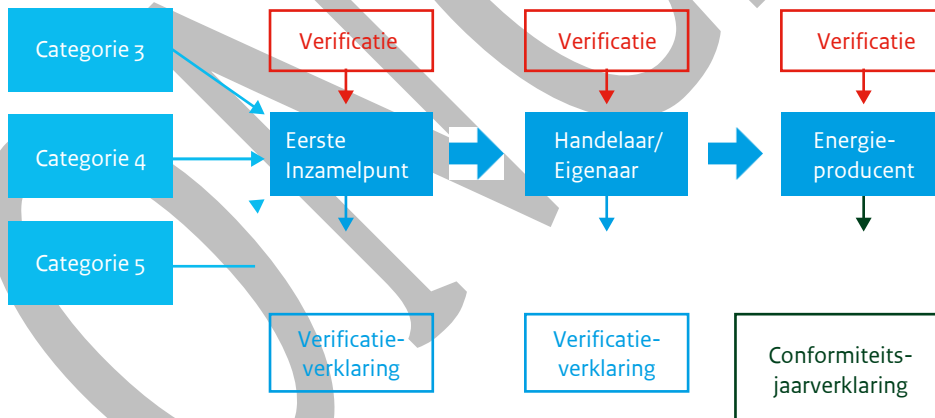 Categorie 3
Verificatie
Verificatie
Verificatie
Categorie 4
Eerste
Inzamelpunt
Handelaar/
Eigenaar
Energie-
producent
Categorie 5
Verificatie-
verklaring
Verificatie-
verklaring
Conformiteits-
jaarverklaring